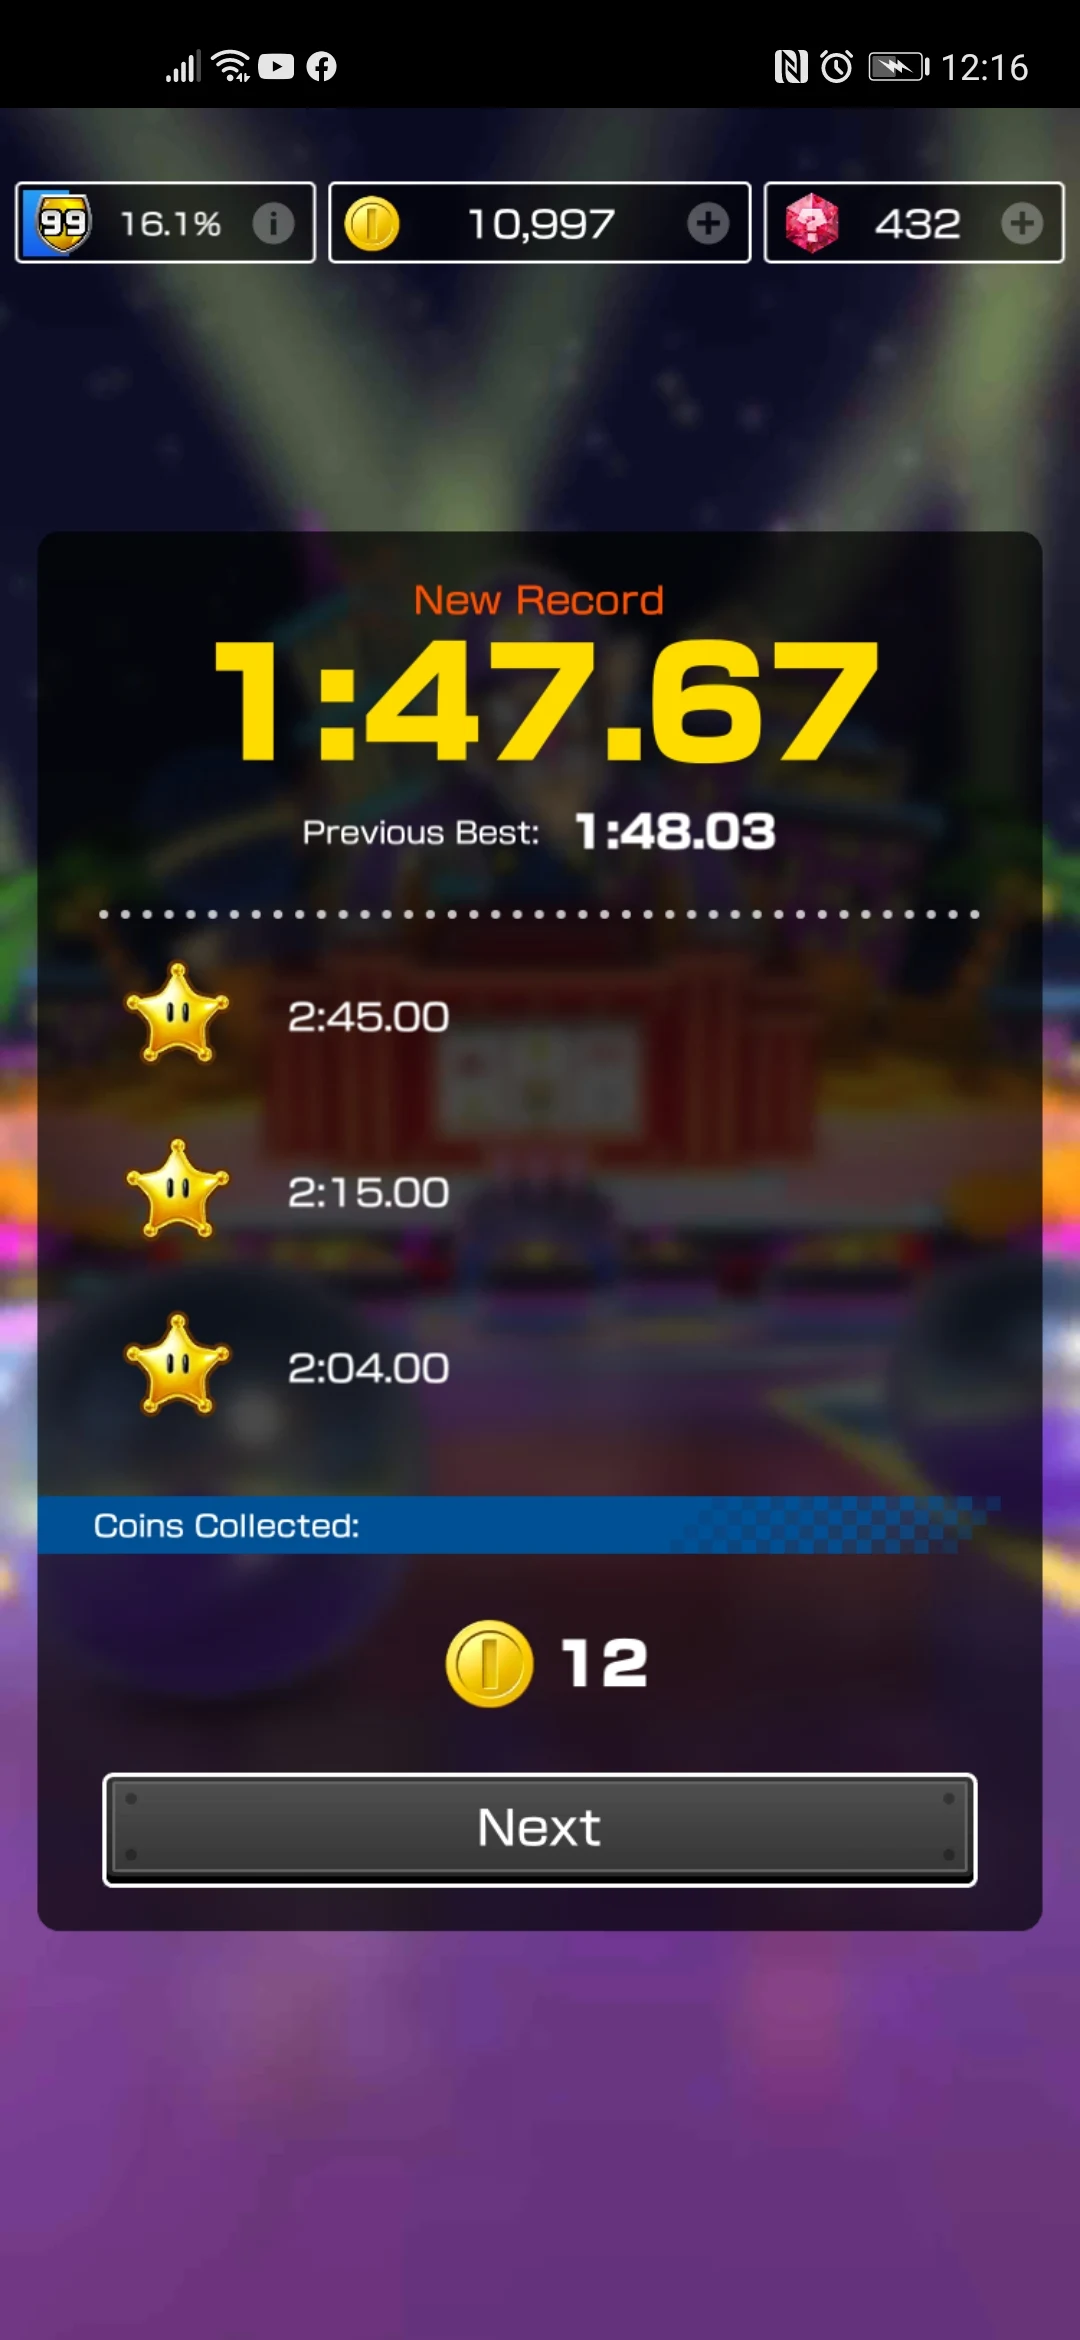 12:16
99 16.1% i 10,997 + 432 +
New Record
1:47.67
Previous Best: 1:48.03
2:45.00
2:15.00
2:04.00
Coins Collected:
12
Next